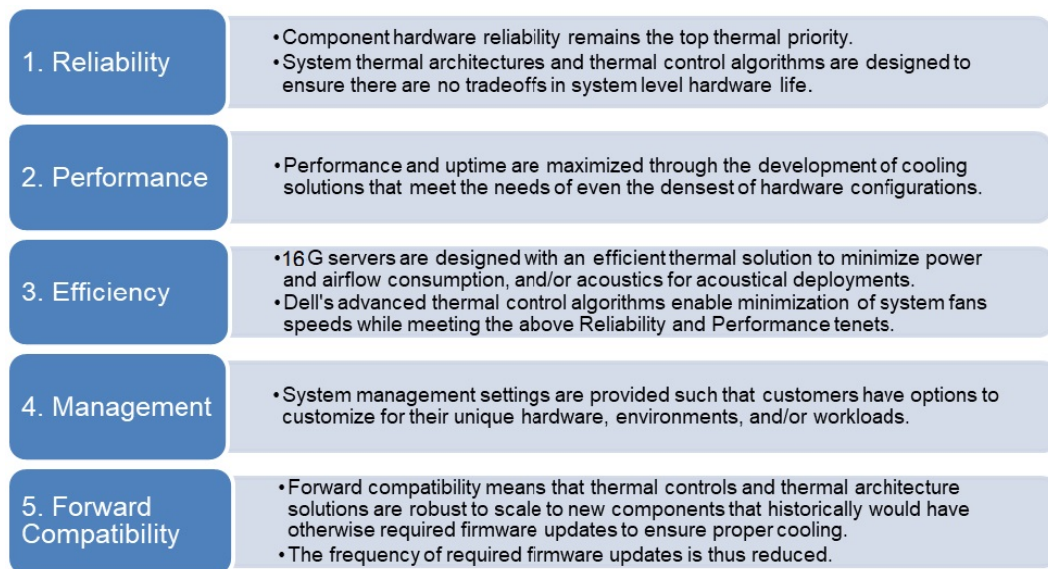 1. Reliability
•Component hardware reliability remains the top thermal priority.
•System thermal architectures and thermal control algorithms are designed to
ensure there are no tradeoffs in system level hardware life.
2. Performance
•Performance and uptime are maximized through the development of cooling
solutions that meet the needs of even the densest of hardware configurations.
3. Efficiency
•16G servers are designed with an efficient thermal solution to minimize power
and airflow consumption, and/or acoustics for acoustical deployments.
•Dell's advanced thermal control algorithms enable minimization of system fans
speeds while meeting the above Reliability and Performance tenets.
4. Management
•System management settings are provided such that customers have options to
customize for their unique hardware, environments, and/or workloads.
5. Forward
Compatibility
•Forward compatibility means that thermal controls and thermal architecture
solutions are robust to scale to new components that historically would have
otherwise required firmware updates to ensure proper cooling.
•The frequency of required firmware updates is thus reduced.